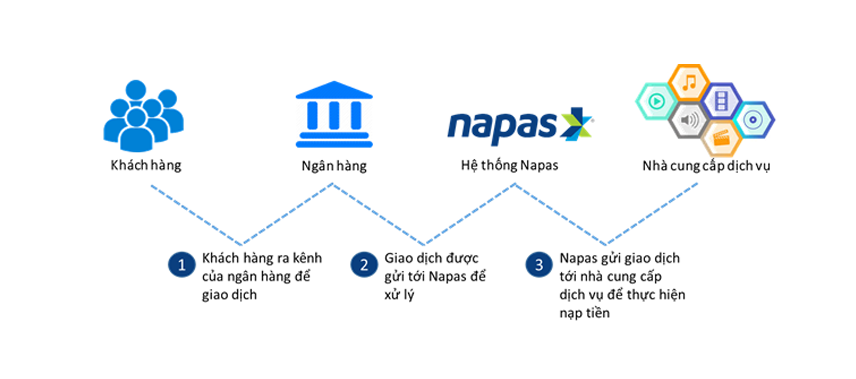 napas
Khách hàng
Ngân hàng
Hệ thống Napas
Nhà cung cấp dịch vụ
1
Khách hàng ra kênh
của ngân hàng để
giao dịch
2
Giao dịch được
gửi tới Napas để
xử lý
3
Napas gửi giao dịch
tới nhà cung cấp
dịch vụ để thực hiện
nạp tiền